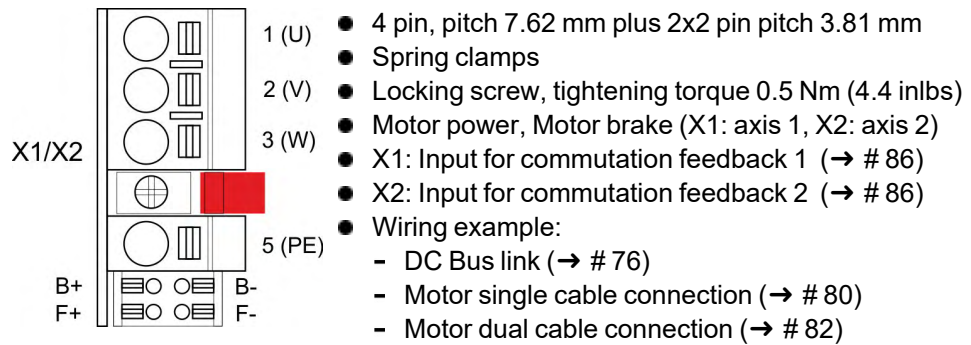 1 (U)
2 (V)
3 (W)
X1/X2
5 (PE)
B+ B-
F+ F-
● 4 pin, pitch 7.62 mm plus 2x2 pin pitch 3.81 mm
● Spring clamps
● Locking screw, tightening torque 0.5 Nm (4.4 inlbs)
● Motor power, Motor brake (X1: axis 1, X2: axis 2)
● X1: Input for commutation feedback 1 (➜ # 86)
● X2: Input for commutation feedback 2 (➜ # 86)
● Wiring example:
- DC Bus link (➜ # 76)
- Motor single cable connection (➜ # 80)
- Motor dual cable connection (➜ # 82)